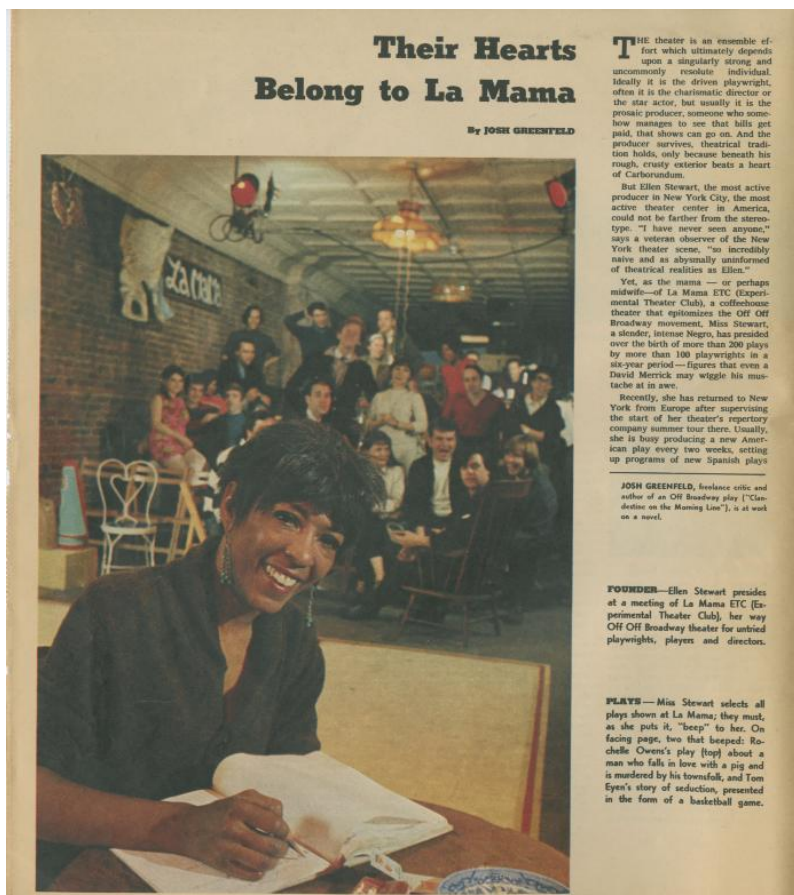 Their Hearts
Belong to La Mama
By JOSH GREENFELD
La MaMa
THE theater is an ensemble ef-
fort which ultimately depends
upon a singularly strong and
uncommonly resolute individual.
Ideally it is the driven playwright,
often it is the charismatic director or
the star actor, but usually it is the
prosaic producer, someone who some-
how manages to see that bills get
paid, that shows can go on. And the
producer survives, theatrical tradi-
tion holds, only because beneath his
rough, crusty exterior beats a heart
of Carborundum.
But Ellen Stewart, the most active
producer in New York City, the most
active theater center in America,
could not be farther from the stereo-
type. "I have never seen anyone,"
says a veteran observer of the New
York theater scene, "so incredibly
naive and as abysmally uninformed
of theatrical realities as Ellen."
Yet, as the mama — or perhaps
midwife—of La Mama ETC (Experi-
mental Theater Club), a coffeehouse
theater that epitomizes the Off Off
Broadway movement, Miss Stewart,
a slender, intense Negro, has presided
over the birth of more than 200 plays
by more than 100 playwrights in a
six-year period—figures that even a
David Merrick may wiggle his mus-
tache at in awe.
Recently, she has returned to New
York from Europe after supervising
the start of her theater's repertory
company summer tour there. Usually,
she is busy producing a new Amer-
ican play every two weeks, setting
up programs of new Spanish plays
JOSH GREENFELD, freelance critic and
author of an Off Broadway play ("Clan-
destine on the Morning Line"), is at work
on a novel.
FOUNDER—Ellen Stewart presides
at a meeting of La Mama ETC (Ex-
perimental Theater Club), her way
Off Off Broadway theater for untried
playwrights, players and directors.
PLAYS — Miss Stewart selects all
plays shown at La Mama; they must,
as she puts it, "beep" to her. On
facing page, two that beeped: Ro-
chelle Owens's play (top) about a
man who falls in love with a pig and
is murdered by his townsfolk, and Tom
Eyen's story of seduction, presented
in the form of a basketball game.